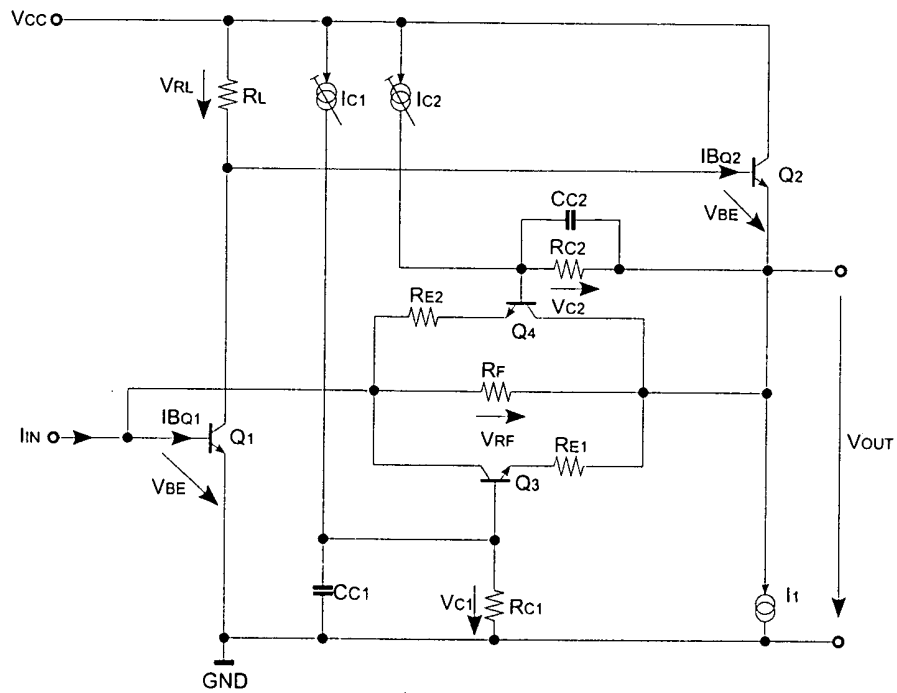 VCC
VRL
RL
IC1
IC2
IBQ2
Q2
VBE
CC2
RC2
VC2
RE2
Q4
RF
VRF
IIN
IBQ1
Q1
VBE
RE1
Q3
VOUT
CC1
VC1
RC1
I1
GND